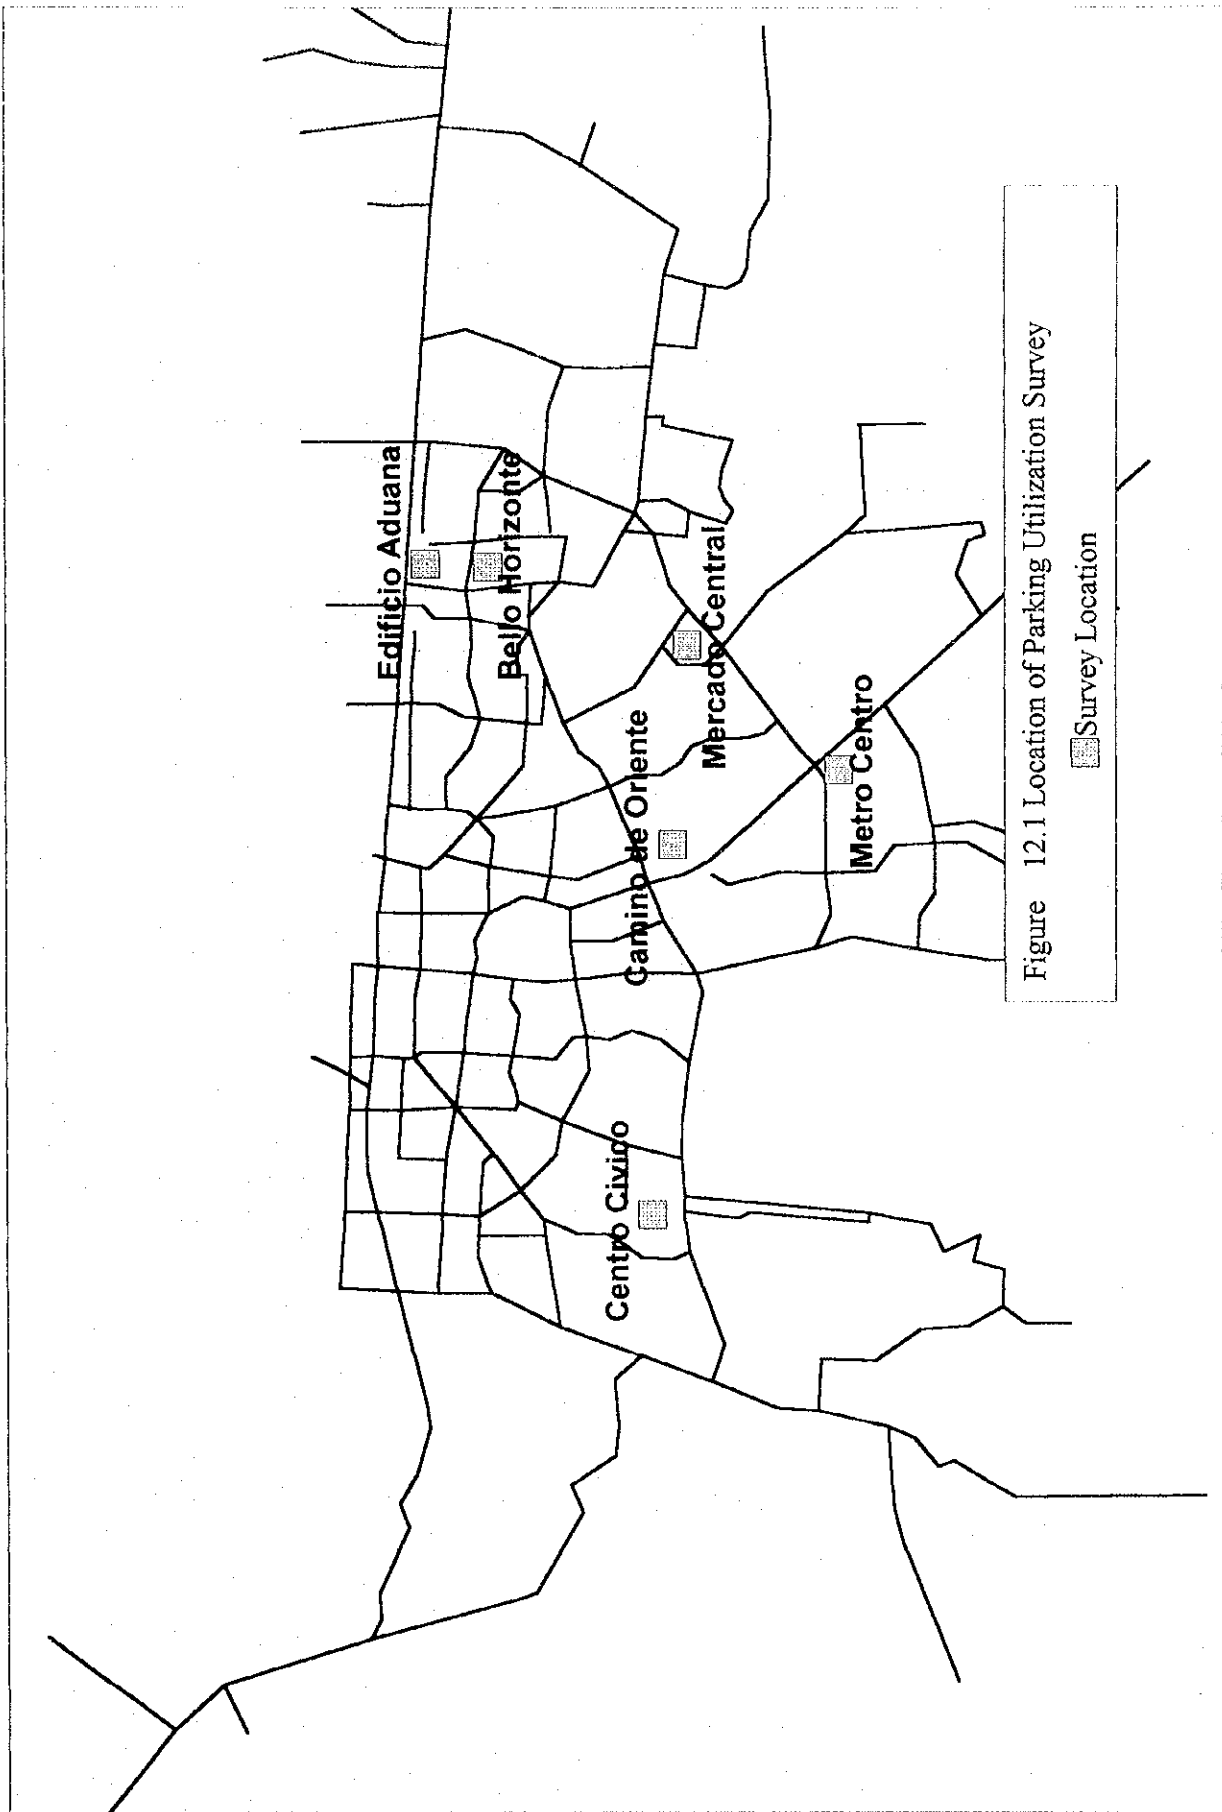 Edificio Aduana
Bello Horizonte
Centro Civico
Camino de Oriente
Mercado Central
Metro Centro
Figure 12.1 Location of Parking Utilization Survey
Survey Location